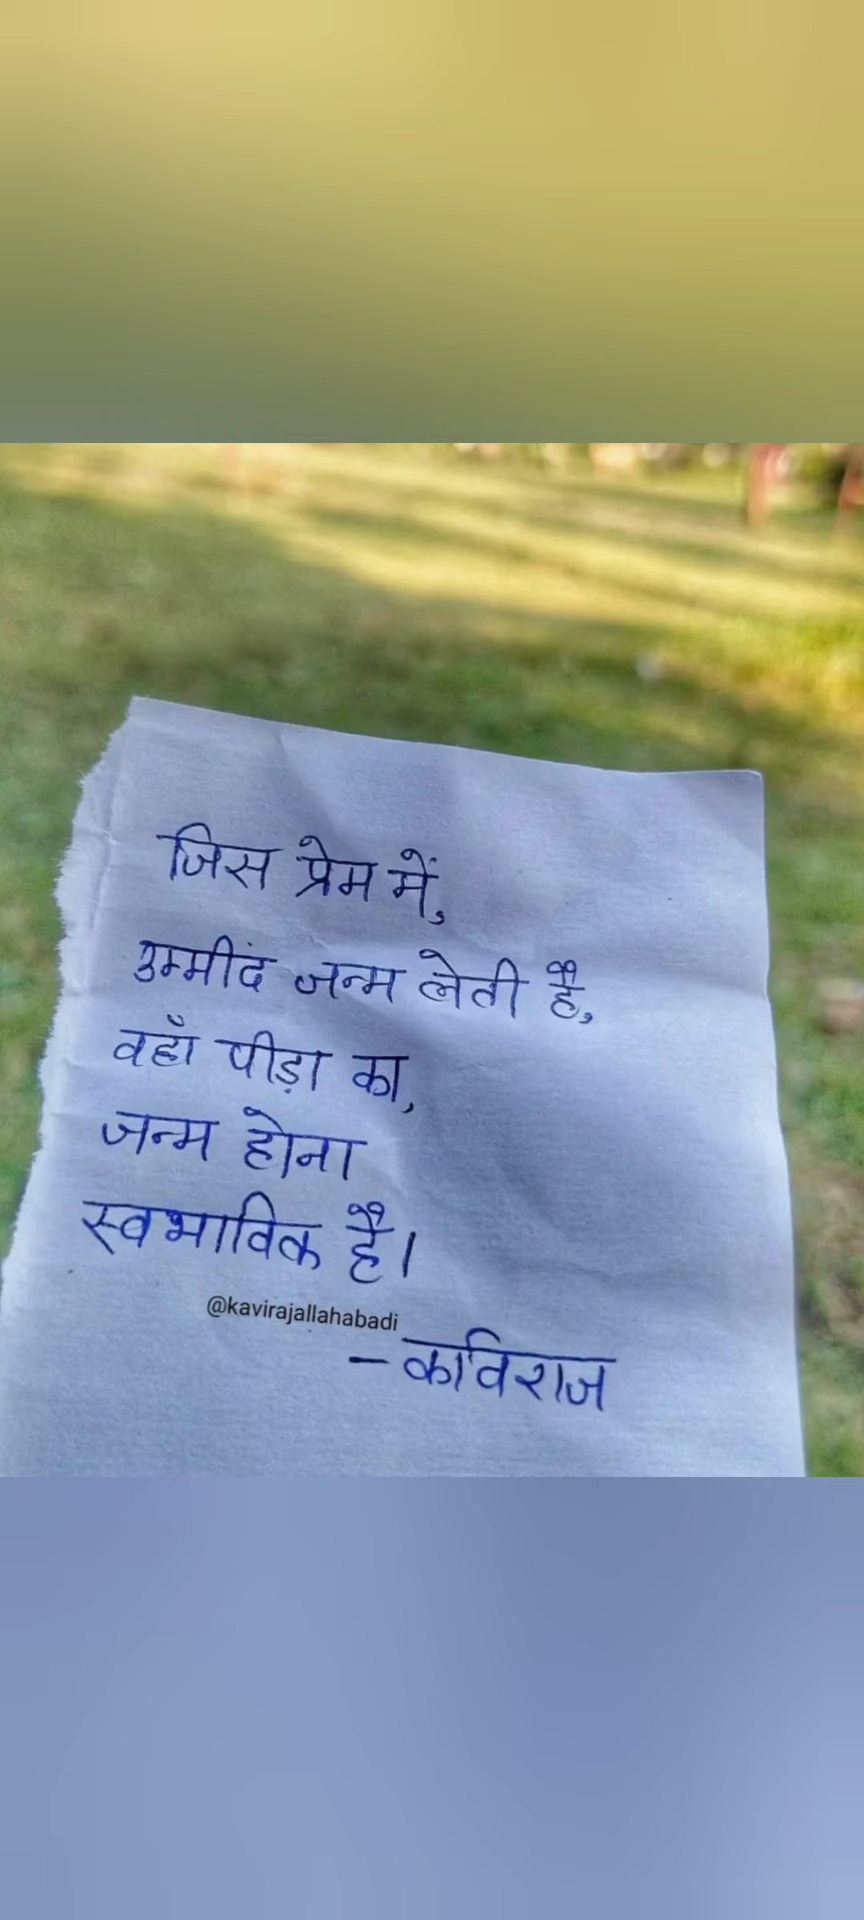 जिस प्रेम में,
उम्मीद जन्म लेती है,
वहाँ पीड़ा का,
जन्म होना
स्वभाविक है।
@kavirajallahabadi
- कविराज